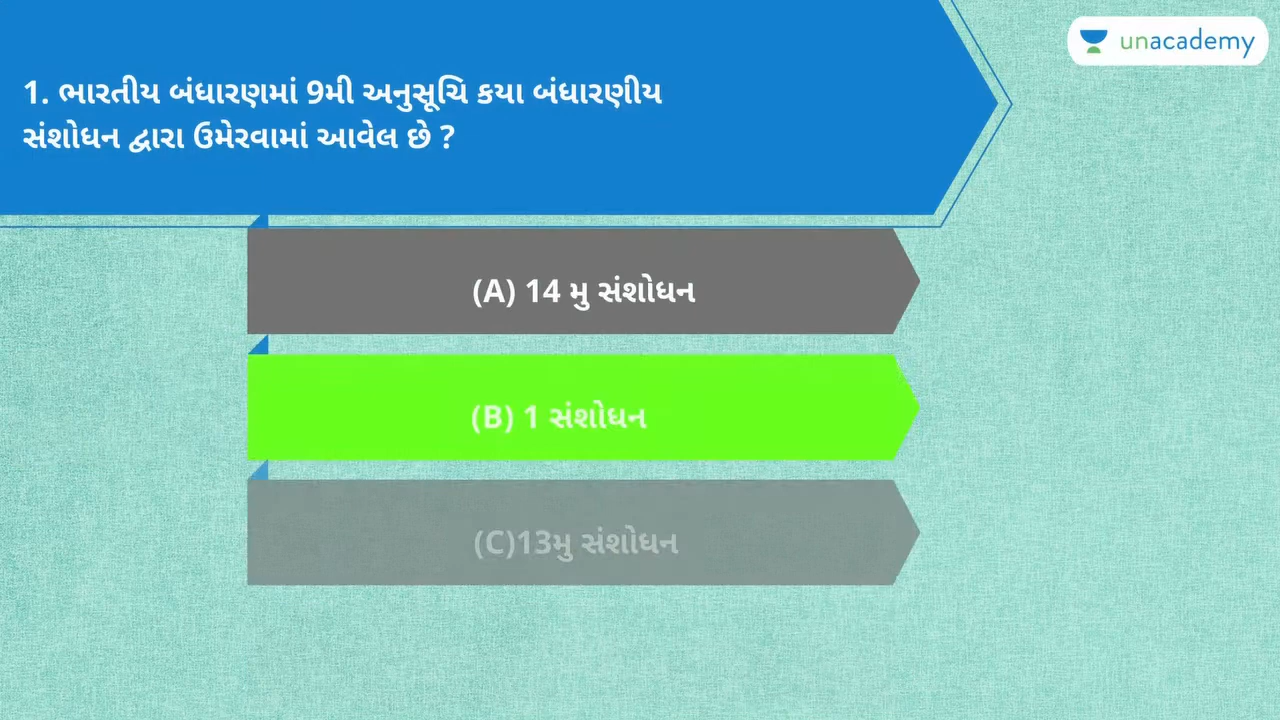 unacademy
1. ભારતીય બંધારણમાં 9મી અનુસૂચિ કયા બંધારણીય
સંશોધન દ્વારા ઉમેરવામાં આવેલ છે ?
(A) 14 મુ સંશોધન
(B) 1 સંશોધન
(C)13મુ સંશોધન